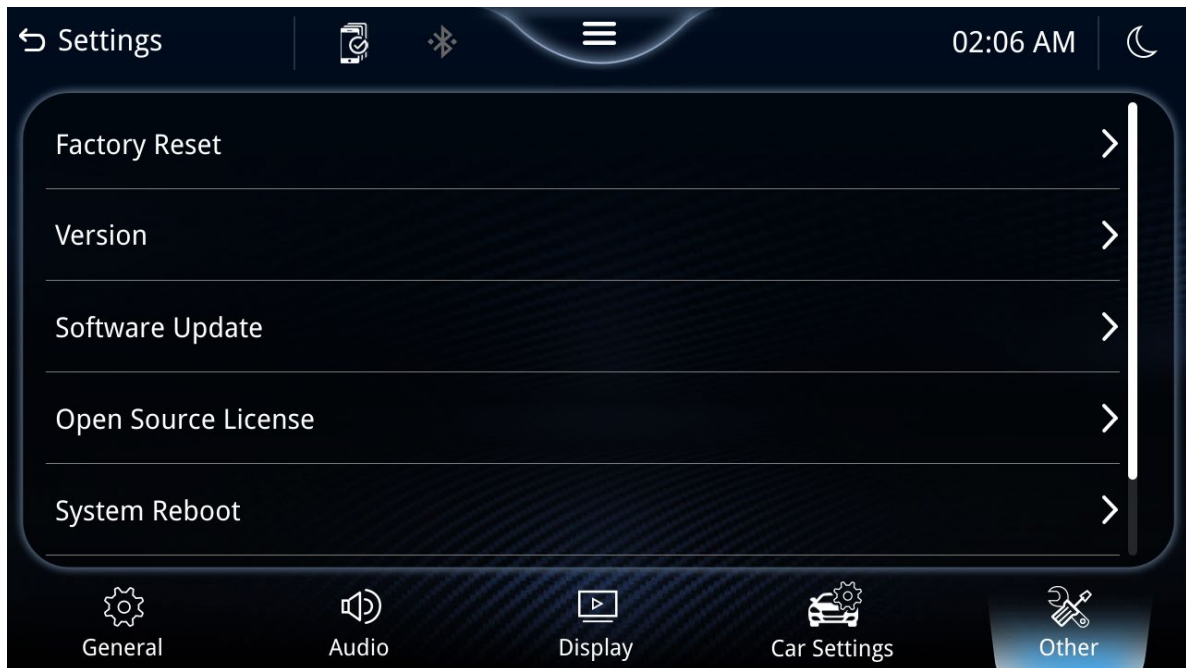 Settings
02:06 AM
Factory Reset
Version
Software Update
Open Source License
System Reboot
General
Audio
Display
Car Settings
Other